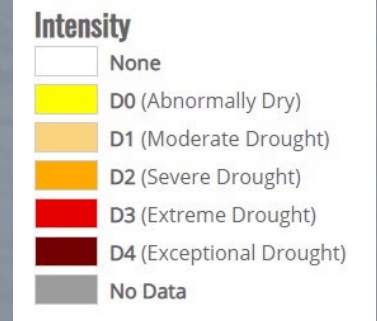 Intensity
None
D0 (Abnormally Dry)
D1 (Moderate Drought)
D2 (Severe Drought)
D3 (Extreme Drought)
D4 (Exceptional Drought)
No Data